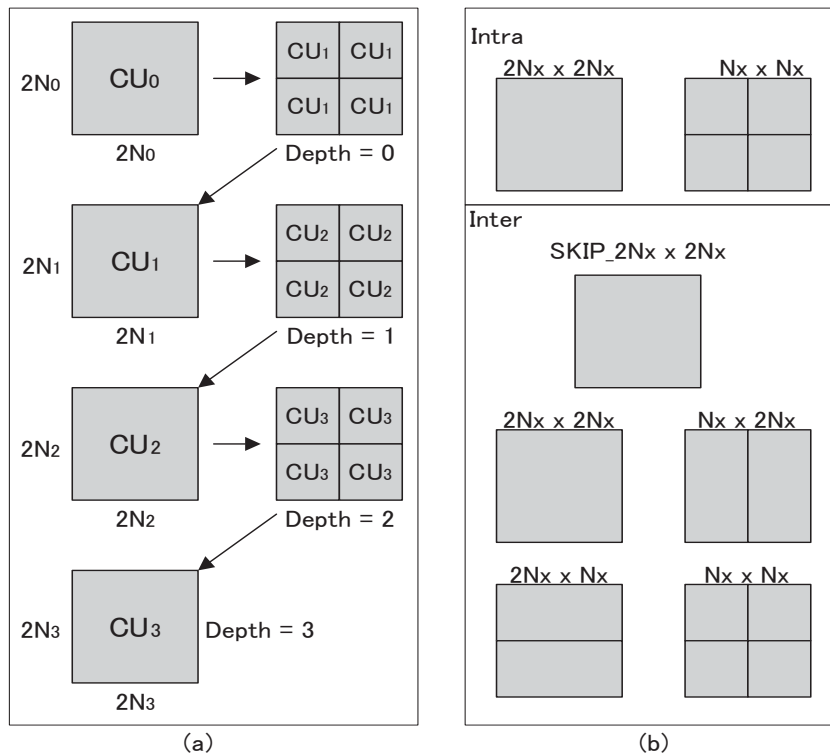 2N0
CU0
CU1 CU1
CU1 CU1
2N0
Depth = 0
2N1
CU1
CU2 CU2
CU2 CU2
2N1
Depth = 1
2N2
CU2
CU3 CU3
CU3 CU3
2N2
Depth = 2
2N3
CU3
Depth = 3
2N3
(a)
Intra
2Nx x 2Nx
Nx x Nx
Inter
SKIP_2Nx x 2Nx
2Nx x 2Nx
Nx x 2Nx
2Nx x Nx
Nx x Nx
(b)